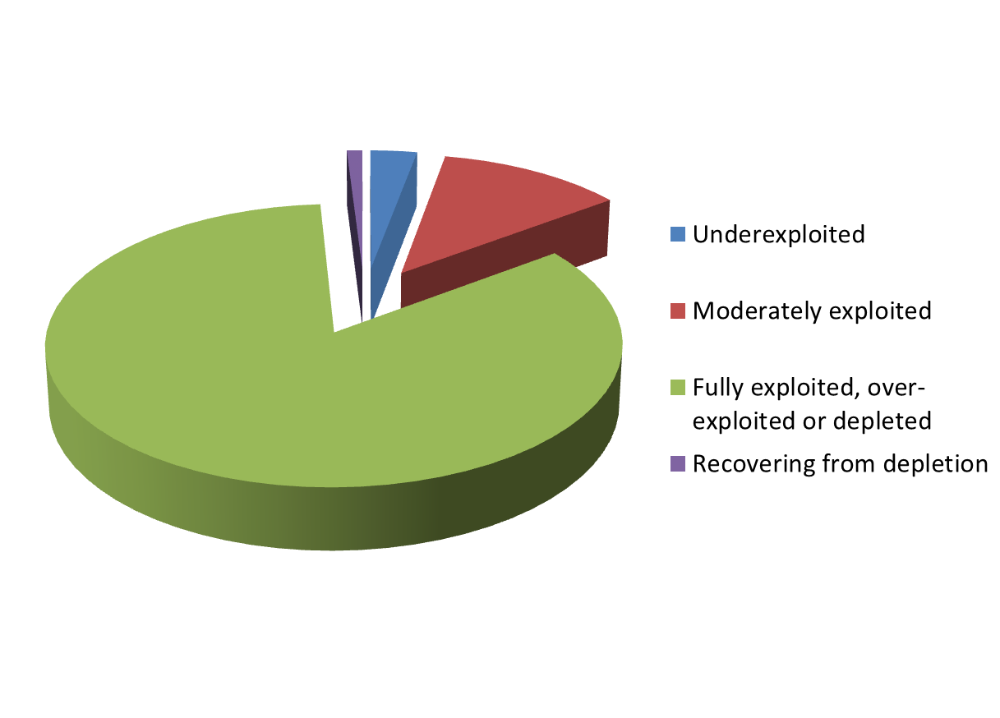 Underexploited
Moderately exploited
Fully exploited, over-
exploited or depleted
Recovering from depletion